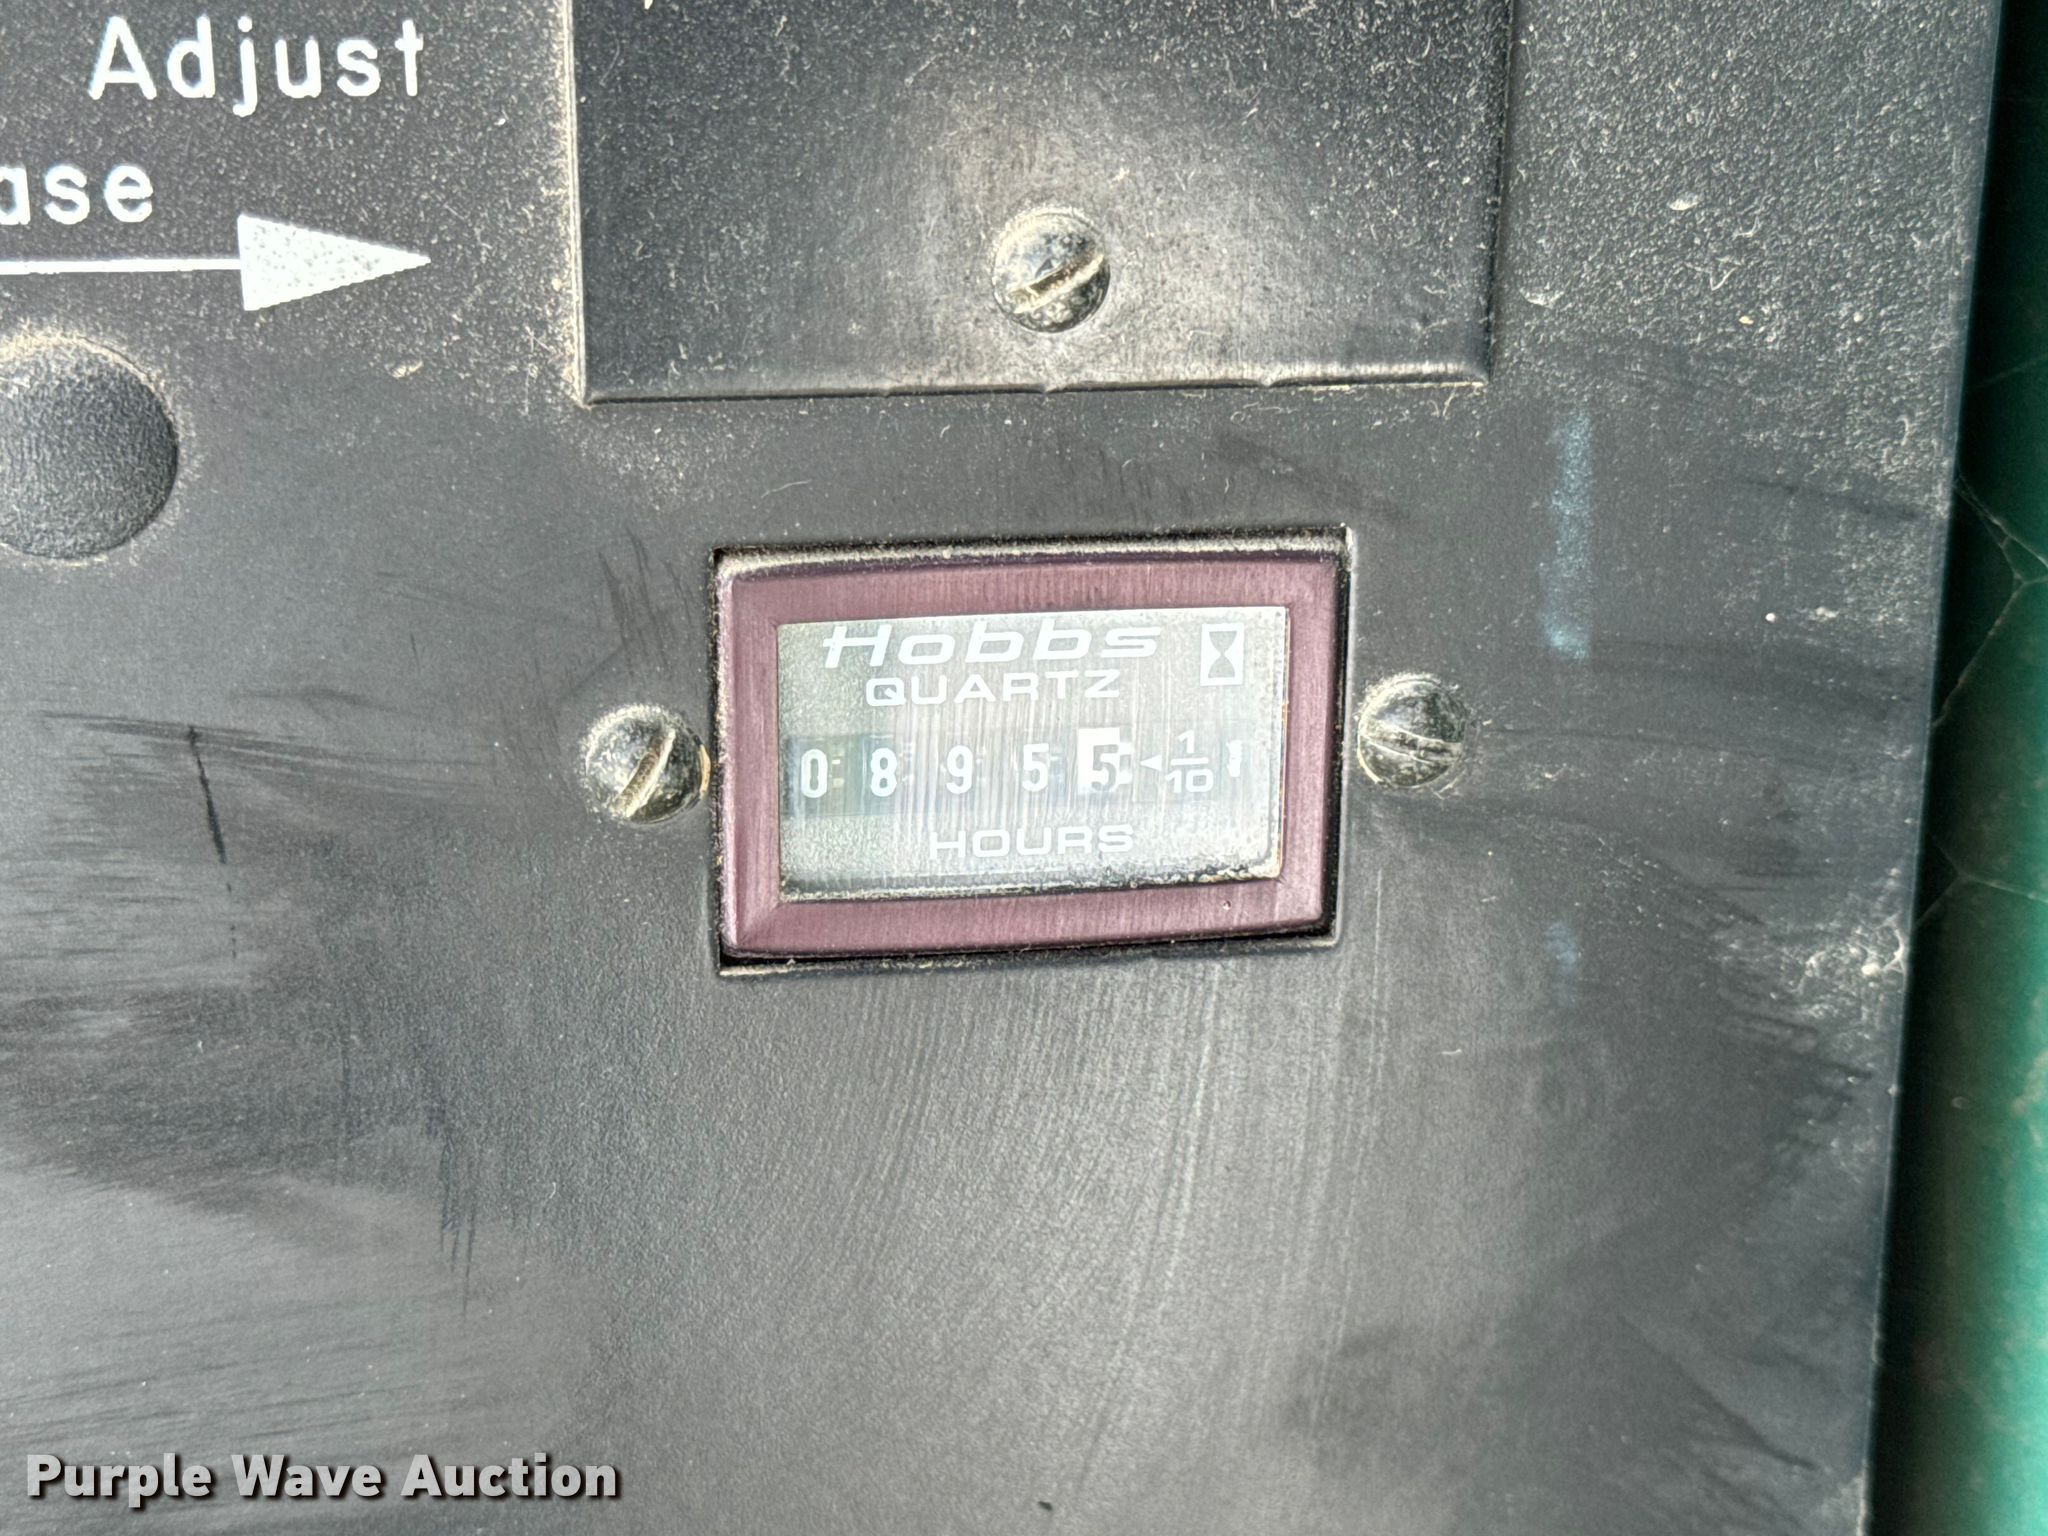 Adjust
ase
Hobbs
QUARTZ
0 8 9 5 5 1/10
HOURS
Purple Wave Auction